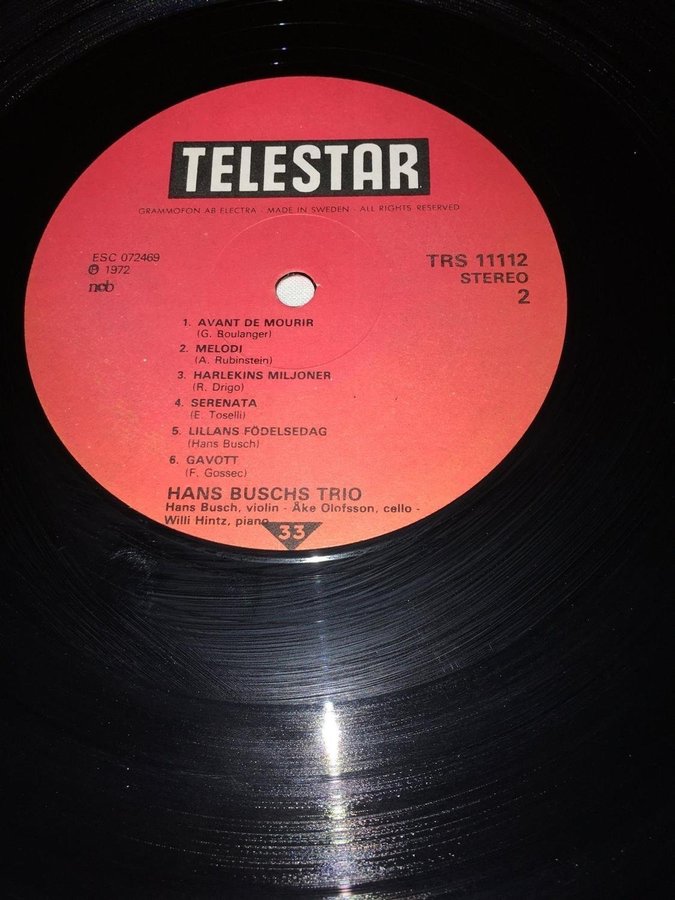 TELESTAR
GRAMMOFON AB ELECTRA - MADE IN SWEDEN - ALL RIGHTS RESERVED
ESC 072469
℗ 1972
ncb
TRS 11112
STEREO
2
1. AVANT DE MOURIR
(G. Boulanger)
2. MELODI
(A. Rubinstein)
3. HARLEKINS MILJONER
(R. Drigo)
4. SERENATA
(E. Toselli)
5. LILLANS FÖDELSEDAG
(Hans Busch)
6. GAVOTT
(F. Gossec)
HANS BUSCHS TRIO
Hans Busch, violin - Åke Olofsson, cello -
Willi Hintz, piano
33